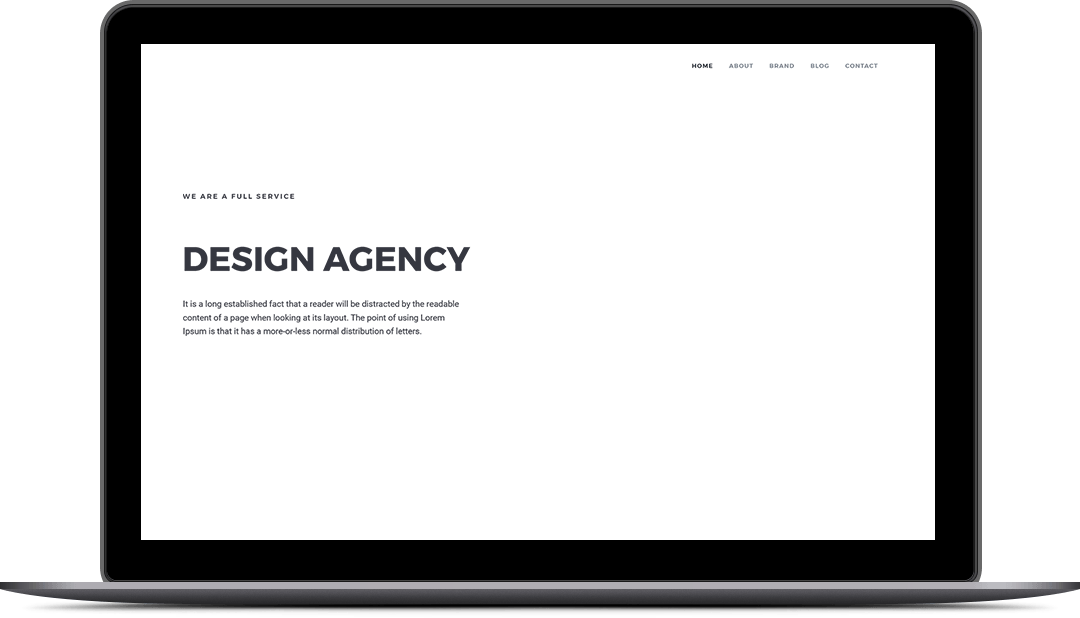 HOME ABOUT BRAND BLOG CONTACT
WE ARE A FULL SERVICE
DESIGN AGENCY
It is a long established fact that a reader will be distracted by the readable
content of a page when looking at its layout. The point of using Lorem
Ipsum is that it has a more-or-less normal distribution of letters.